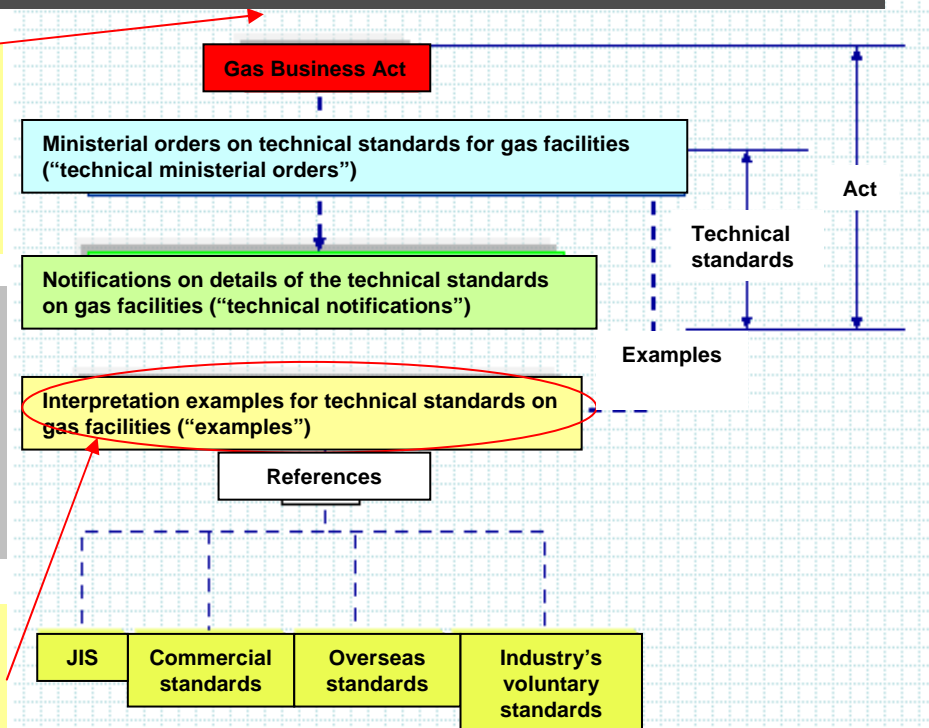 Gas Business Act
Ministerial orders on technical standards for gas facilities
(“technical ministerial orders”)
Act
Technical
standards
Notifications on details of the technical standards
on gas facilities (“technical notifications”)
Examples
Interpretation examples for technical standards on
gas facilities (“examples”)
References
JIS
Commercial
standards
Overseas
standards
Industry’s
voluntary
standards